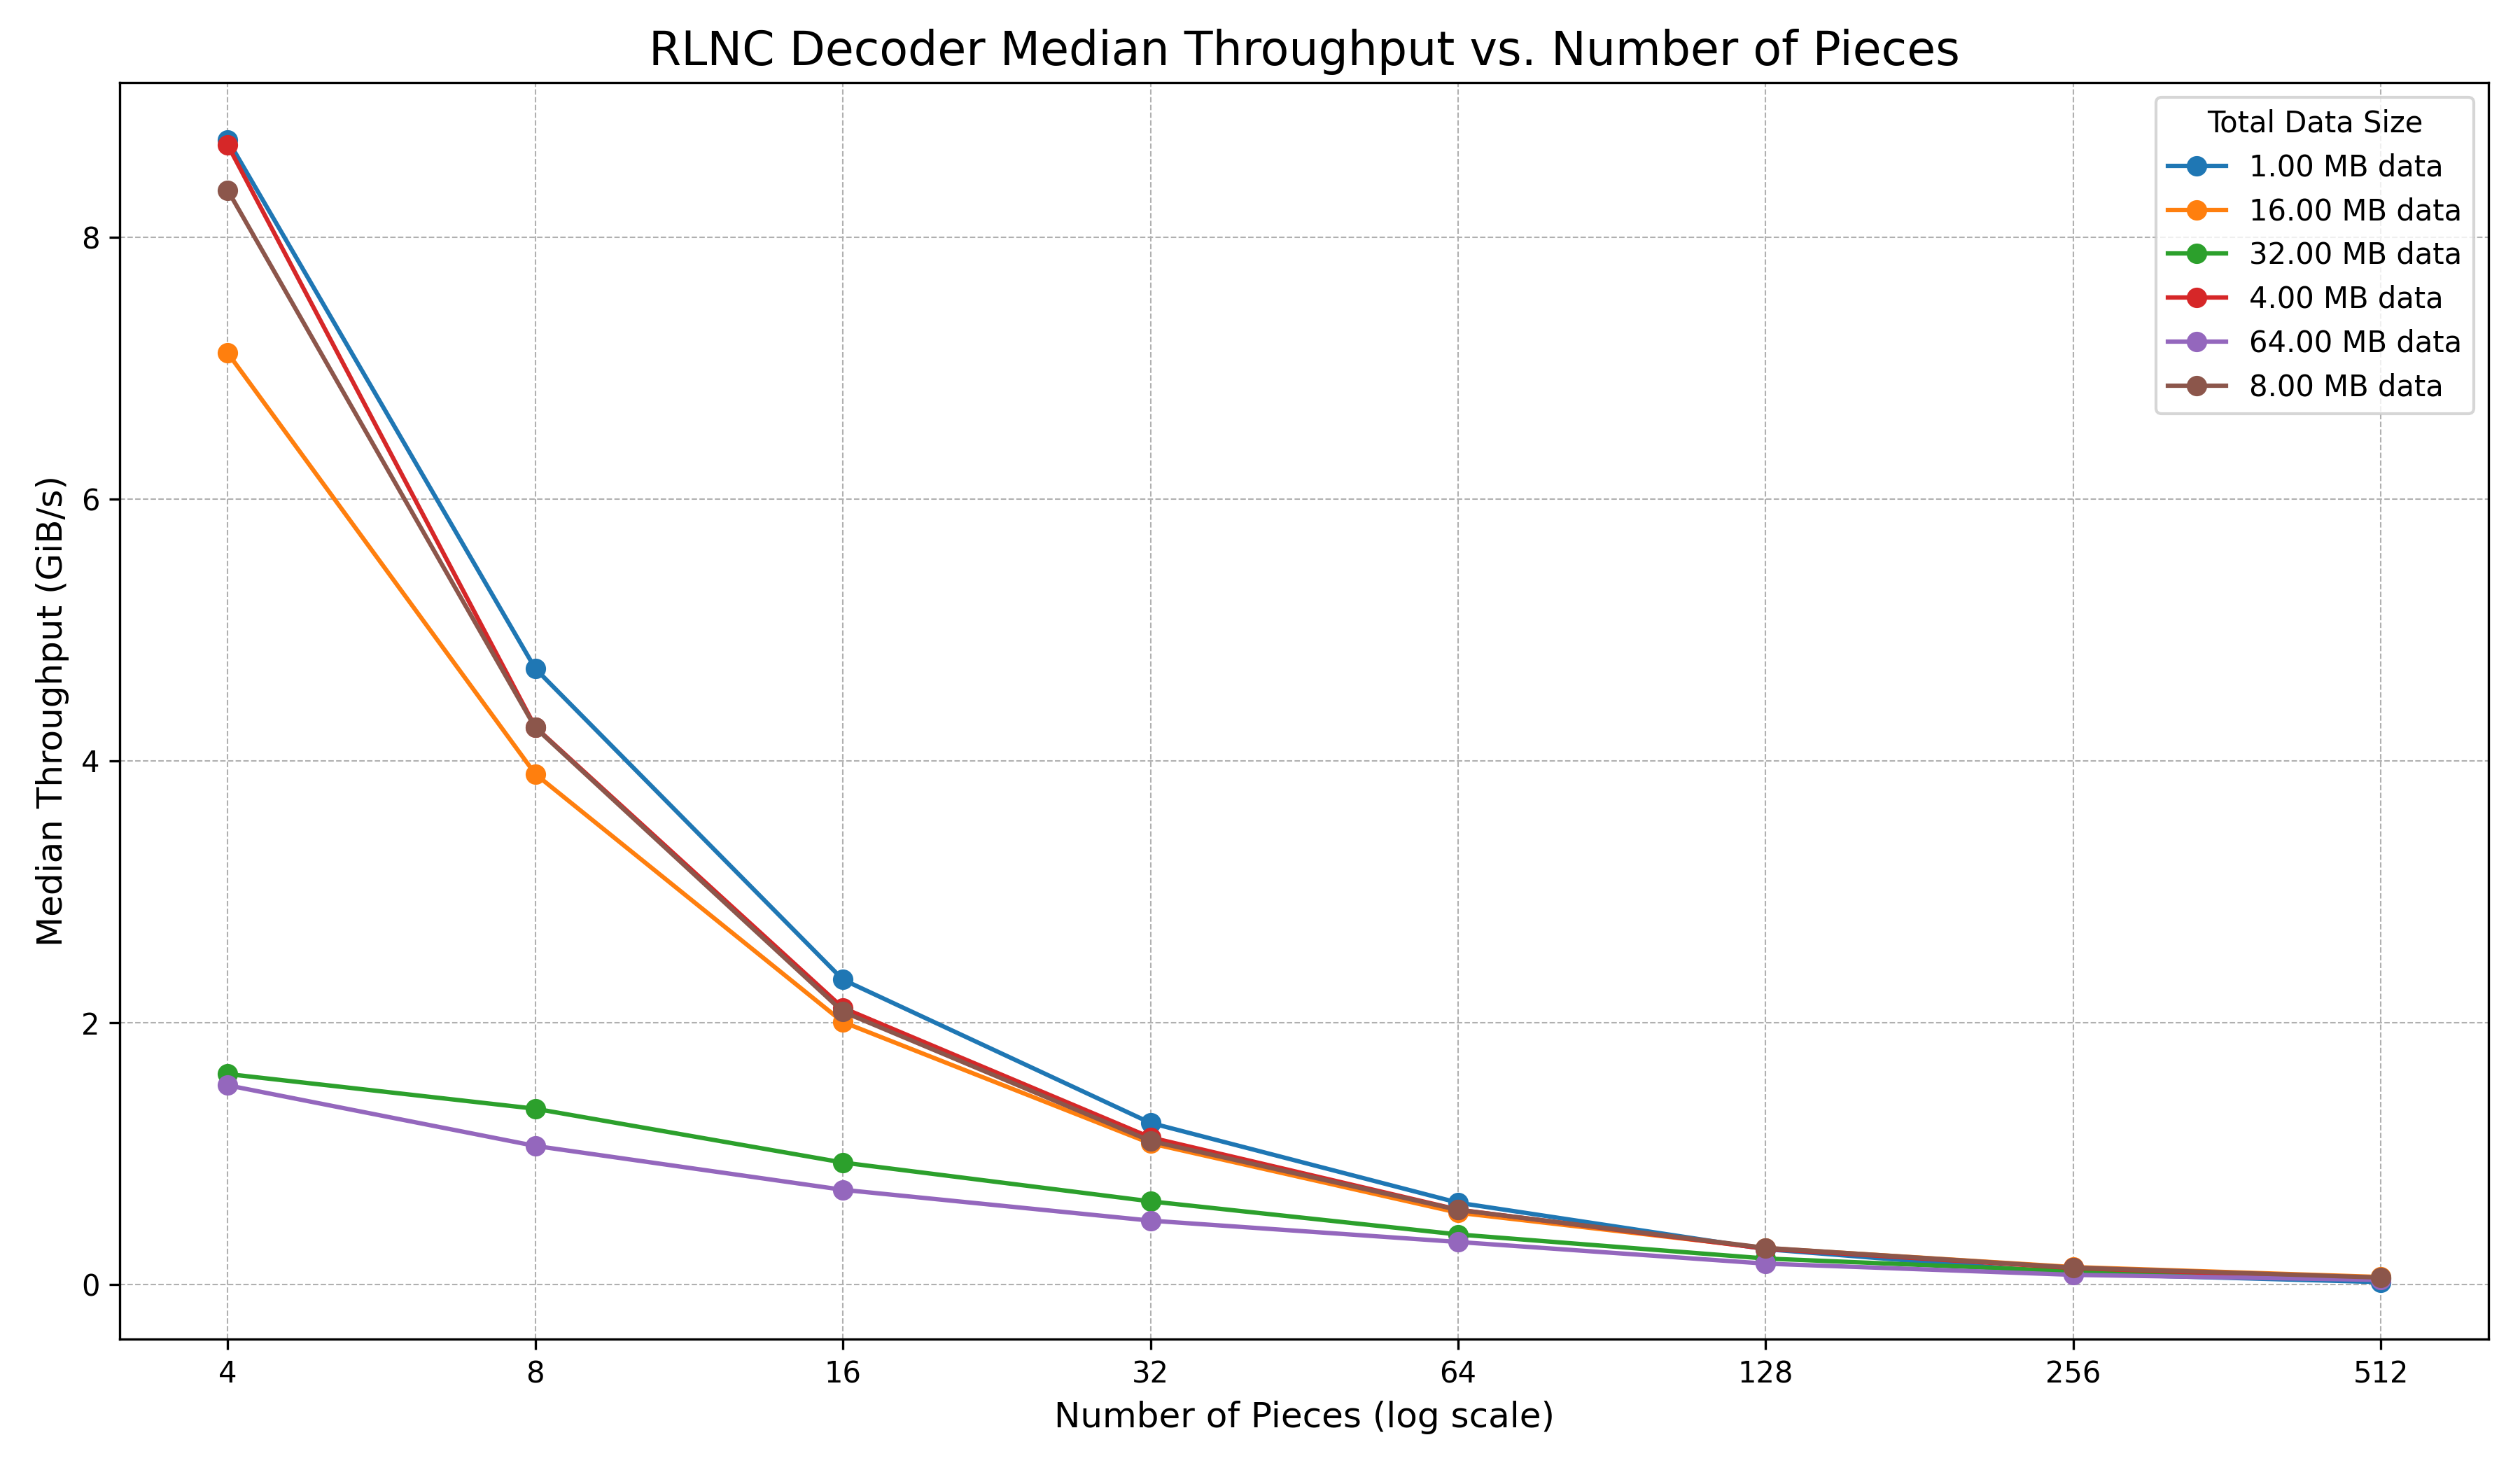 RLNC Decoder Median Throughput vs. Number of Pieces
Median Throughput (GiB/s)
8
6
4
2
0
Total Data Size
1.00 MB data
16.00 MB data
32.00 MB data
4.00 MB data
64.00 MB data
8.00 MB data
4 8 16 32 64 128 256 512
Number of Pieces (log scale)